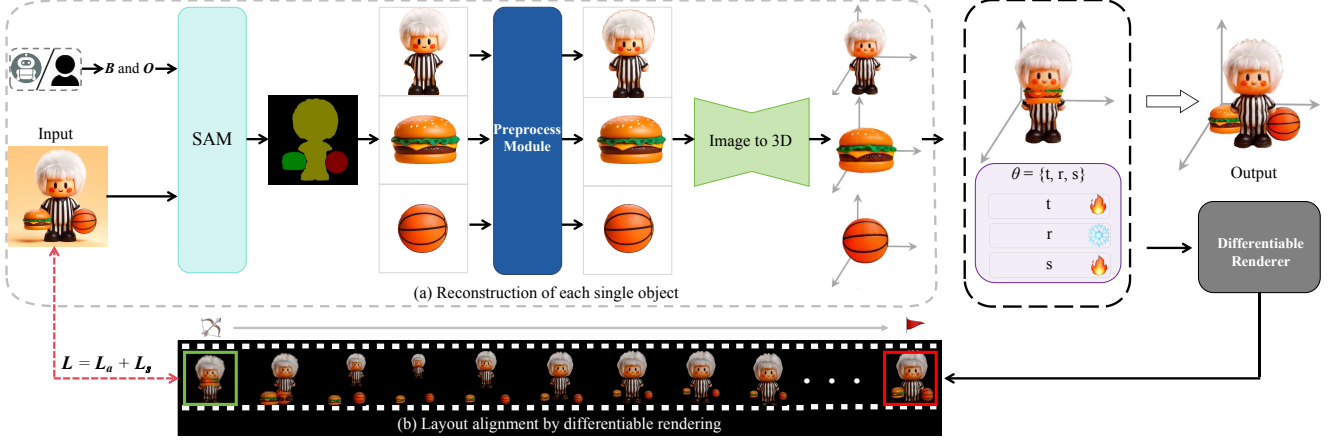 B and O
Input
SAM
Preprocess
Module
Image to 3D
(a) Reconstruction of each single object
θ = {t, r, s}
t
r
s
Output
Differentiable
Renderer
L = Lₐ + Lₛ
(b) Layout alignment by differentiable rendering